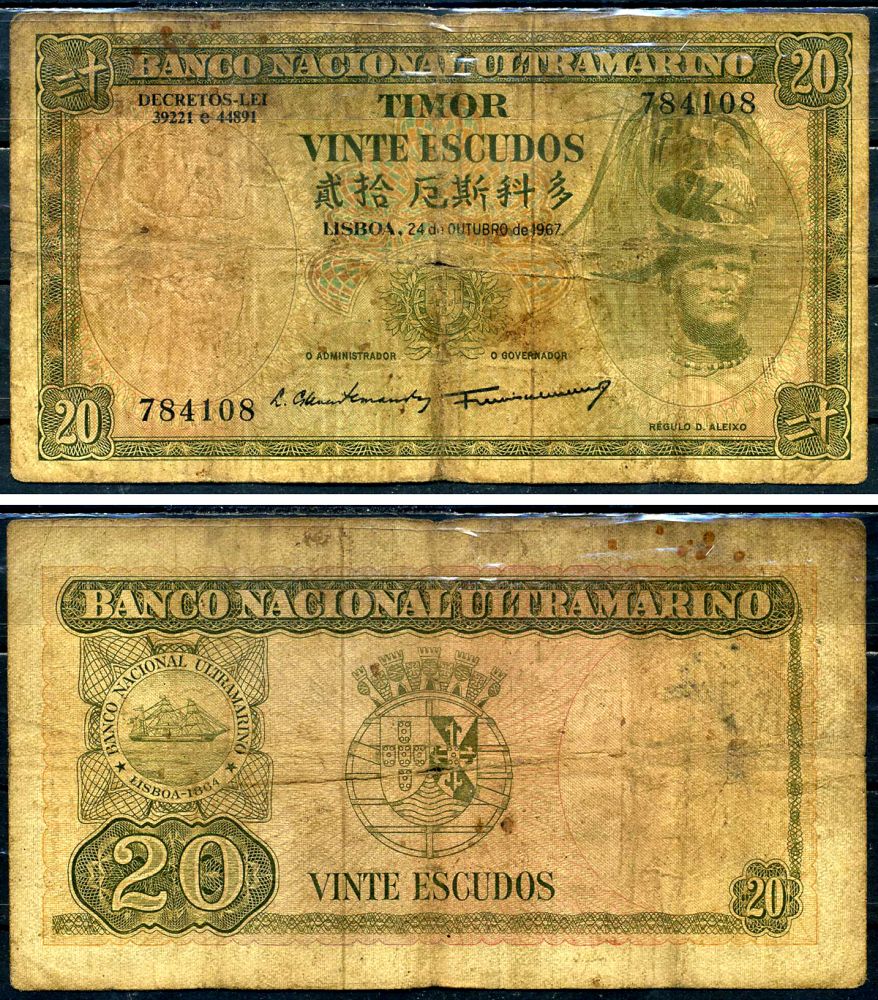 BANCO NACIONAL ULTRAMARINO
二十
20
DECRETOS-LEI
39221 e 44891
TIMOR
784108
VINTE ESCUDOS
貳拾 厄斯科多
LISBOA, 24 de OUTUBRO de 1967
O ADMINISTRADOR
O GOVERNADOR
784108
RÉGULO D. ALEIXO
20
二十
BANCO NACIONAL ULTRAMARINO
BANCO NACIONAL ULTRAMARINO
LISBOA-1864
20
VINTE ESCUDOS
20